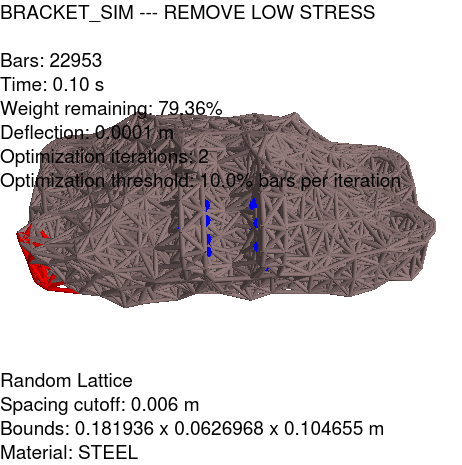 BRACKET_SIM --- REMOVE LOW STRESS
Bars: 22953
Time: 0.10 s
Weight remaining: 79.36%
Deflection: 0.0001 m
Optimization iterations: 2
Optimization threshold: 10.0% bars per iteration
Random Lattice
Spacing cutoff: 0.006 m
Bounds: 0.181936 x 0.0626968 x 0.104655 m
Material: STEEL